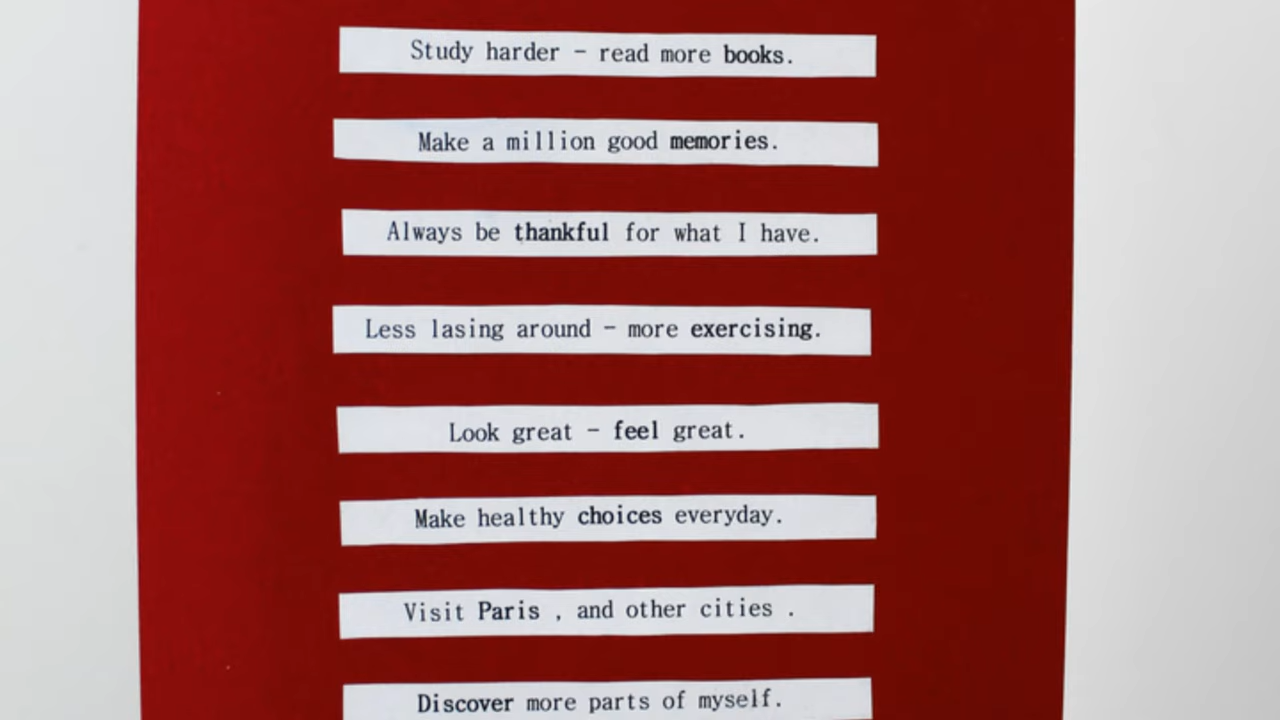 Study harder - read more books.
Make a million good memories.
Always be thankful for what I have.
Less lasing around - more exercising.
Look great - feel great.
Make healthy choices everyday.
Visit Paris , and other cities .
Discover more parts of myself.